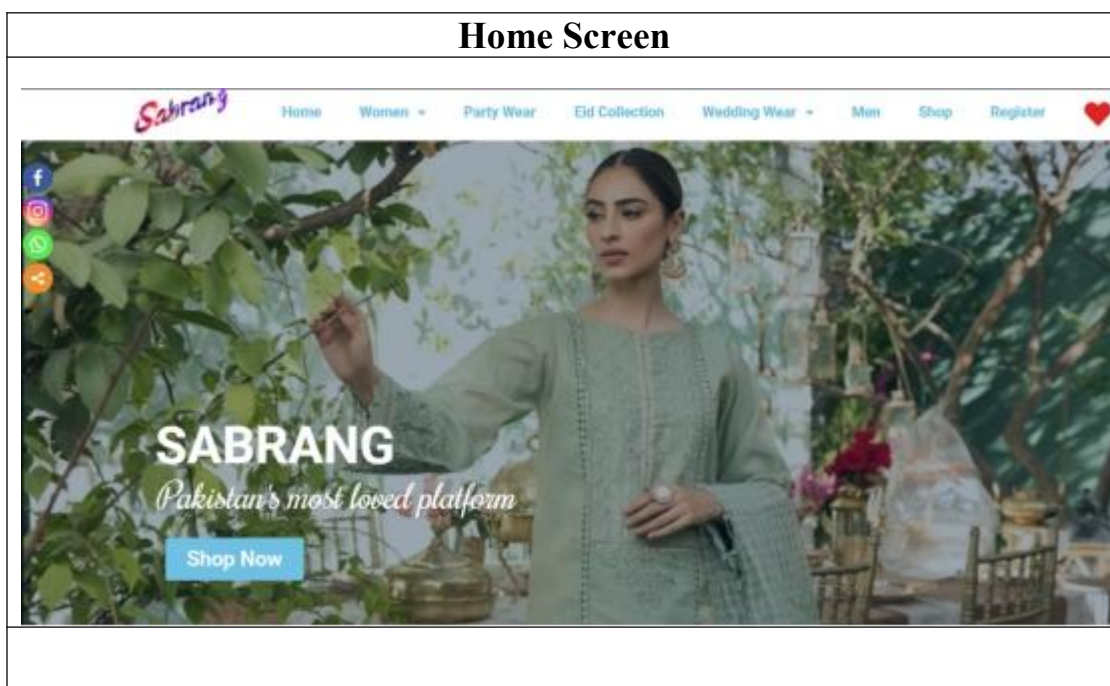 Home Screen
Sabrang
Home Women Party Wear Eid Collection Wedding Wear Men Shop Register
SABRANG
Pakistan's most loved platform
Shop Now